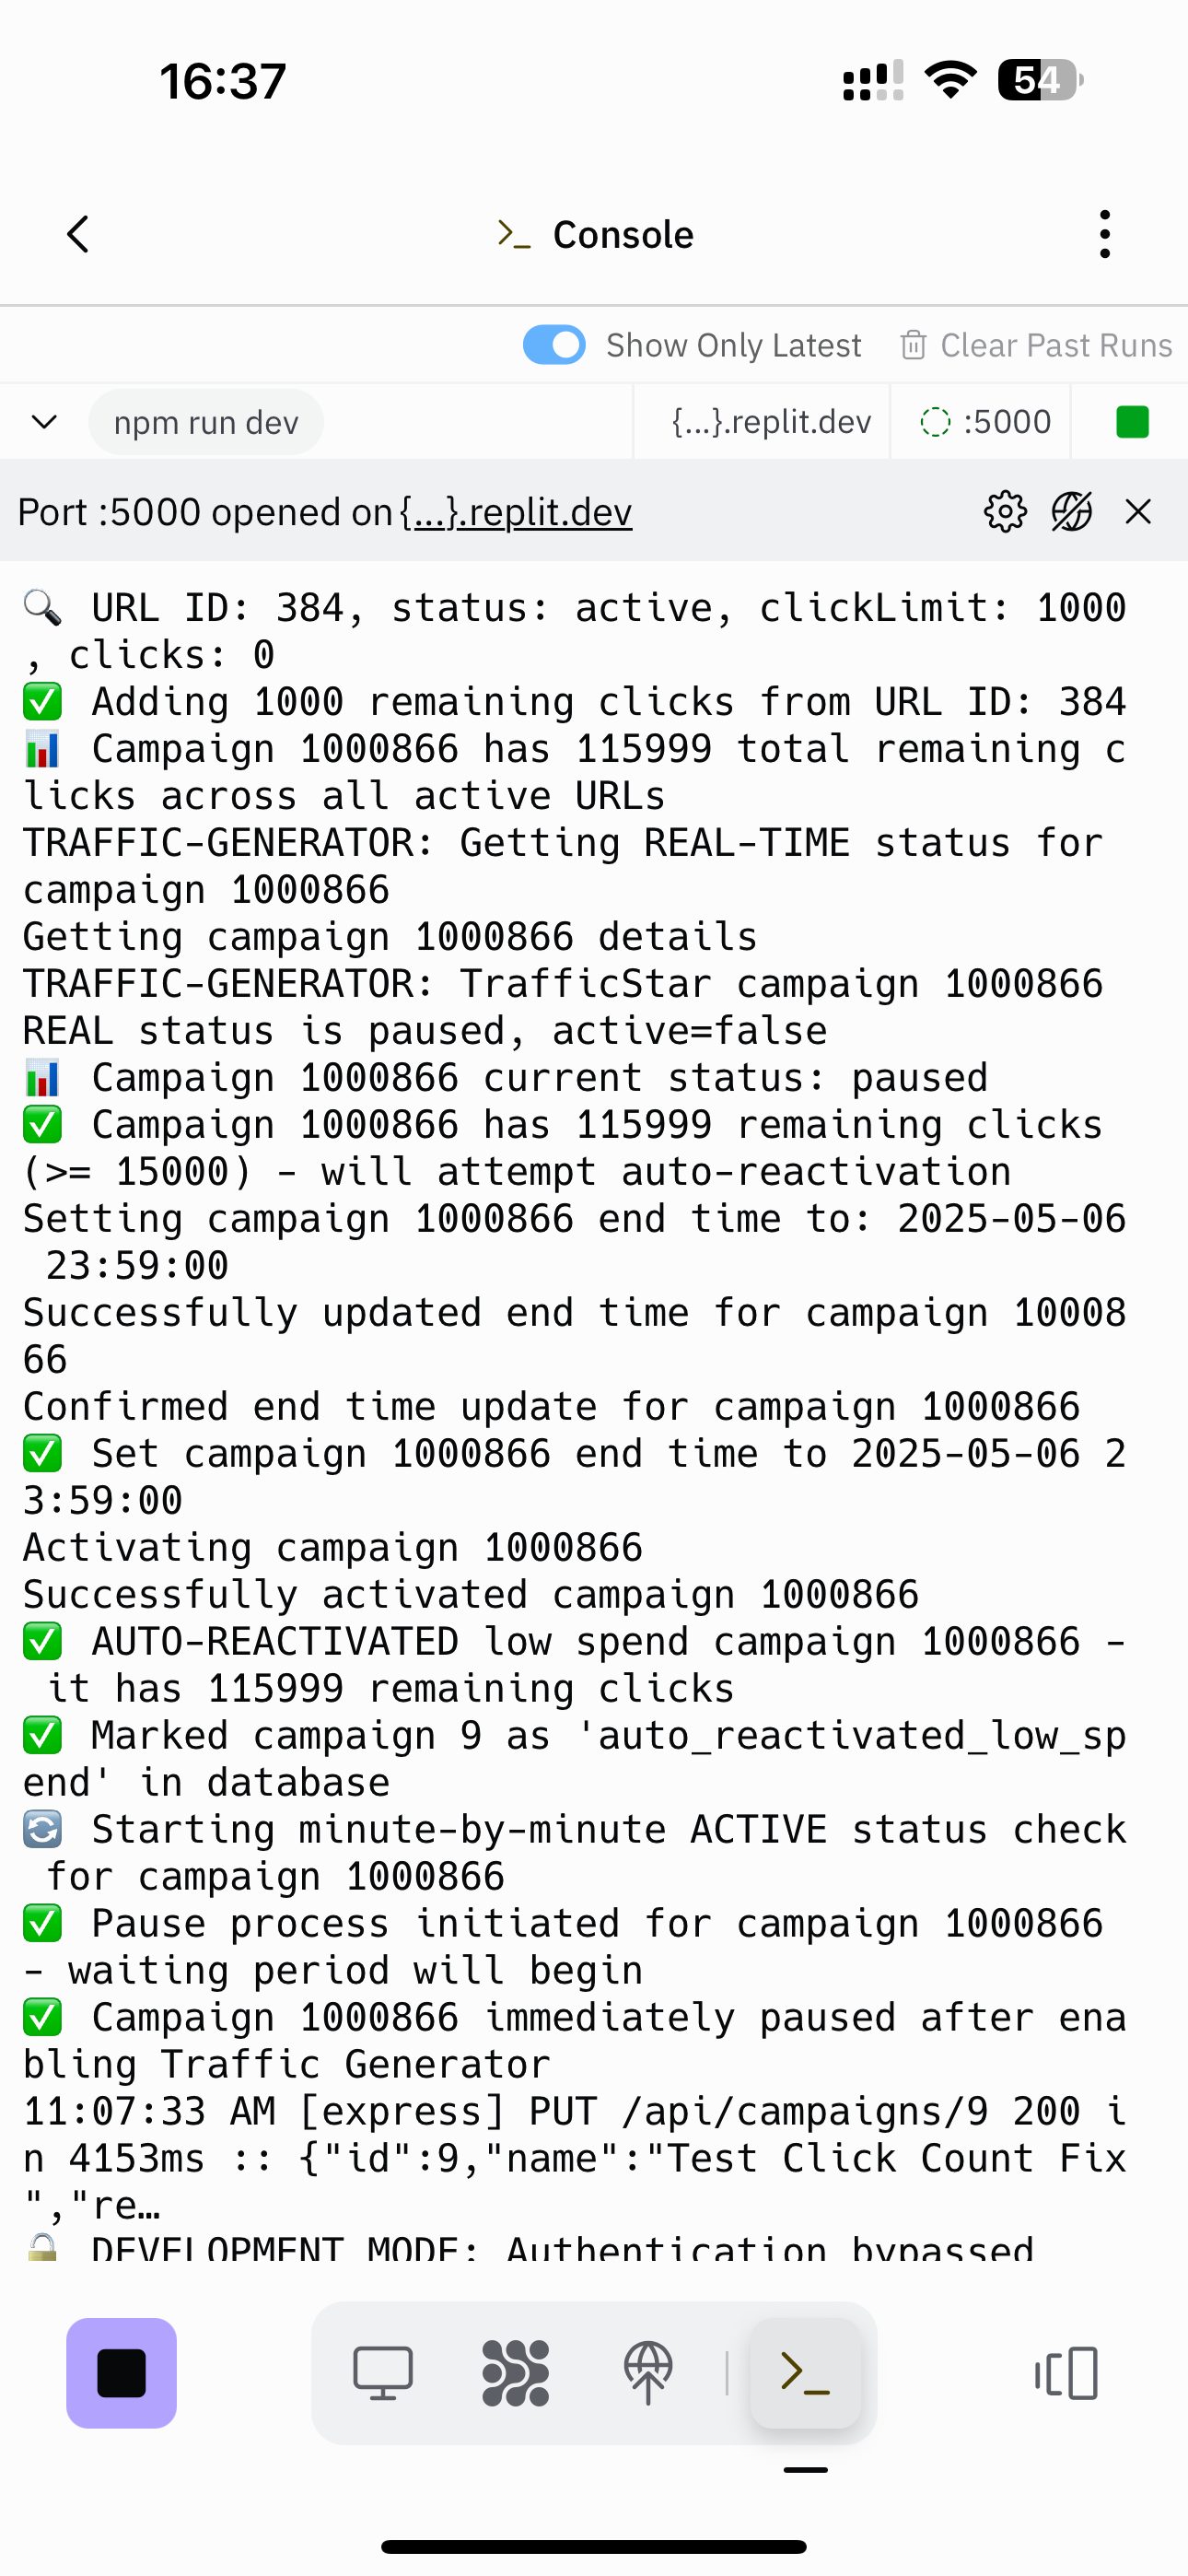 16:37
54
Console
Show Only Latest Clear Past Runs
npm run dev {...}.replit.dev :5000
Port :5000 opened on {...}.replit.dev
🔍 URL ID: 384, status: active, clickLimit: 1000
, clicks: 0
✅ Adding 1000 remaining clicks from URL ID: 384
📊 Campaign 1000866 has 115999 total remaining c
licks across all active URLs
TRAFFIC-GENERATOR: Getting REAL-TIME status for
campaign 1000866
Getting campaign 1000866 details
TRAFFIC-GENERATOR: TrafficStar campaign 1000866
REAL status is paused, active=false
📊 Campaign 1000866 current status: paused
✅ Campaign 1000866 has 115999 remaining clicks
(>= 15000) - will attempt auto-reactivation
Setting campaign 1000866 end time to: 2025-05-06
23:59:00
Successfully updated end time for campaign 10008
66
Confirmed end time update for campaign 1000866
✅ Set campaign 1000866 end time to 2025-05-06 2
3:59:00
Activating campaign 1000866
Successfully activated campaign 1000866
✅ AUTO-REACTIVATED low spend campaign 1000866 -
it has 115999 remaining clicks
✅ Marked campaign 9 as 'auto_reactivated_low_sp
end' in database
🔄 Starting minute-by-minute ACTIVE status check
for campaign 1000866
✅ Pause process initiated for campaign 1000866
- waiting period will begin
✅ Campaign 1000866 immediately paused after ena
bling Traffic Generator
11:07:33 AM [express] PUT /api/campaigns/9 200 i
n 4153ms :: {"id":9,"name":"Test Click Count Fix
","re…
🔓 DEVELOPMENT MODE: Authentication bypassed